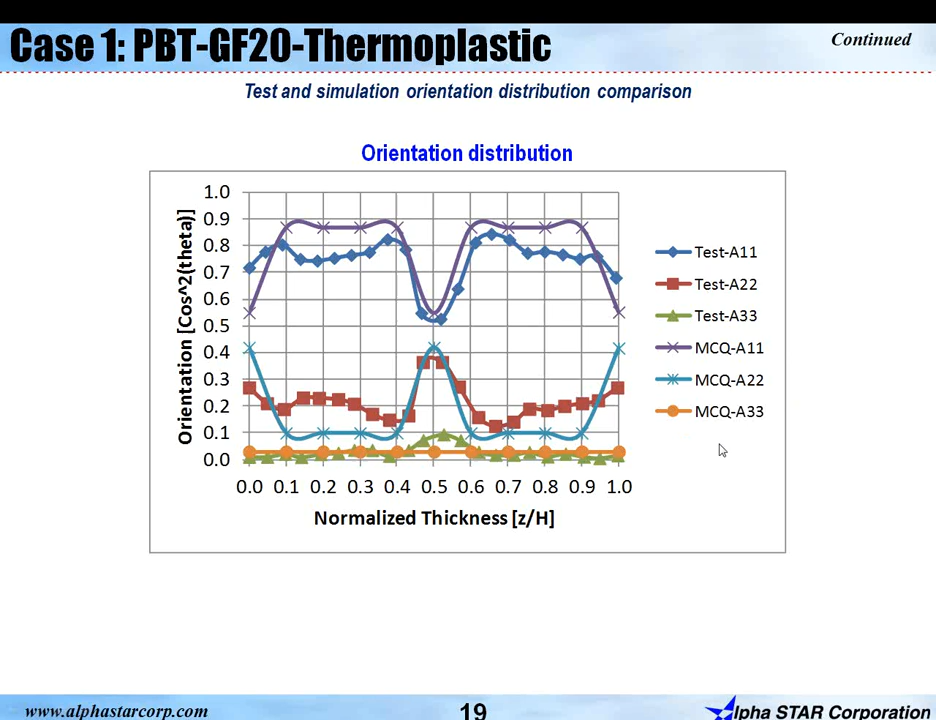 Case 1: PBT-GF20-Thermoplastic
Continued
Test and simulation orientation distribution comparison
Orientation distribution
Orientation [Cos^2(theta)]
1.0
0.9
0.8
0.7
0.6
0.5
0.4
0.3
0.2
0.1
0.0
0.0 0.1 0.2 0.3 0.4 0.5 0.6 0.7 0.8 0.9 1.0
Normalized Thickness [z/H]
Test-A11
Test-A22
Test-A33
MCQ-A11
MCQ-A22
MCQ-A33
www.alphastarcorp.com
19
lpha STAR Corporation